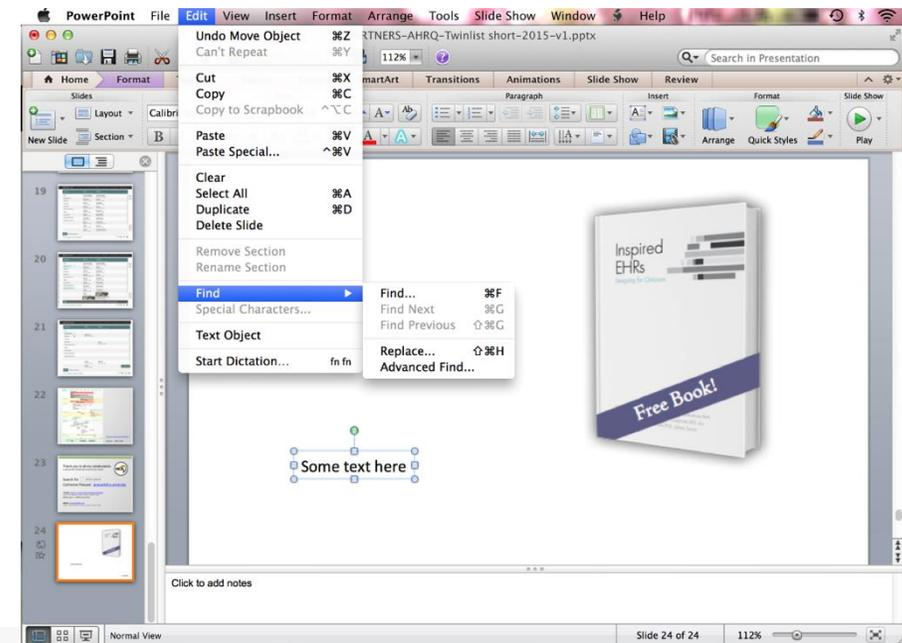 PowerPoint File Edit View Insert Format Arrange Tools Slide Show Window Help
RTNERS-AHRQ-Twinlist short-2015-v1.pptx
112%
Search in Presentation
Home Format martArt Transitions Animations Slide Show Review
Slides Paragraph Insert Format Slide Show
Layout Calibri
New Slide Section B Arrange Quick Styles Play
Undo Move Object ⌘Z
Can't Repeat ⌘Y
Cut ⌘X
Copy ⌘C
Copy to Scrapbook ^⌥C
Paste ⌘V
Paste Special... ^⌘V
Clear
Select All ⌘A
Duplicate ⌘D
Delete Slide
Remove Section
Rename Section
Find
Special Characters...
Text Object
Start Dictation... fn fn
Find... ⌘F
Find Next ⌘G
Find Previous ⇧⌘G
Replace... ⇧⌘H
Advanced Find...
19
20
21
22
23
24
Inspired
EHRs
Designing for Clinicians
Free Book!
Some text here
Click to add notes
Normal View Slide 24 of 24 112%